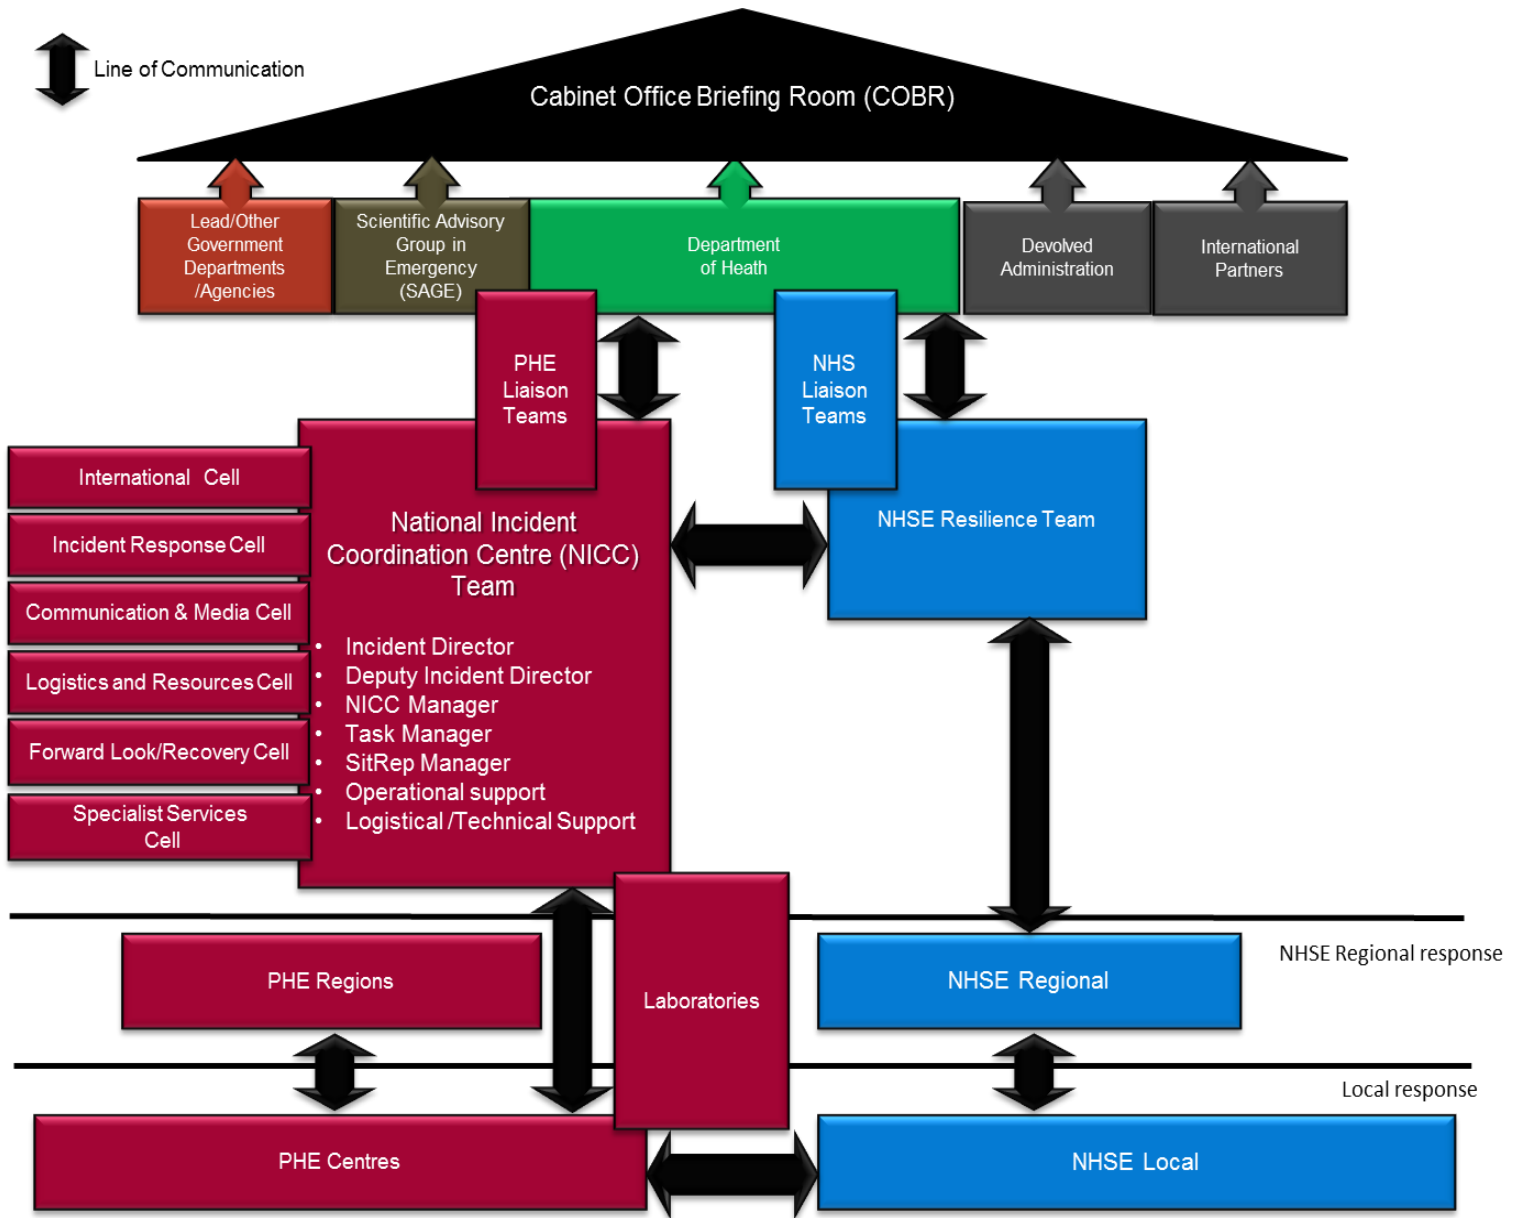 Line of Communication
Cabinet Office Briefing Room (COBR)
Lead/Other
Government
Departments
/Agencies
Scientific Advisory
Group in
Emergency
(SAGE)
Department
of Heath
Devolved
Administration
International
Partners
PHE
Liaison
Teams
NHS
Liaison
Teams
International Cell
Incident Response Cell
Communication & Media Cell
Logistics and Resources Cell
Forward Look/Recovery Cell
Specialist Services
Cell
National Incident
Coordination Centre (NICC)
Team
• Incident Director
• Deputy Incident Director
• NICC Manager
• Task Manager
• SitRep Manager
• Operational support
• Logistical /Technical Support
NHSE Resilience Team
NHSE Regional response
PHE Regions
Laboratories
NHSE Regional
Local response
PHE Centres
NHSE Local